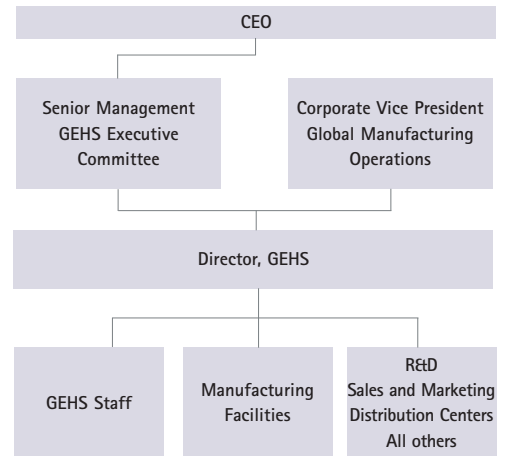 CEO
Senior Management
GEHS Executive
Committee
Corporate Vice President
Global Manufacturing
Operations
Director, GEHS
GEHS Staff
Manufacturing
Facilities
R&D
Sales and Marketing
Distribution Centers
All others